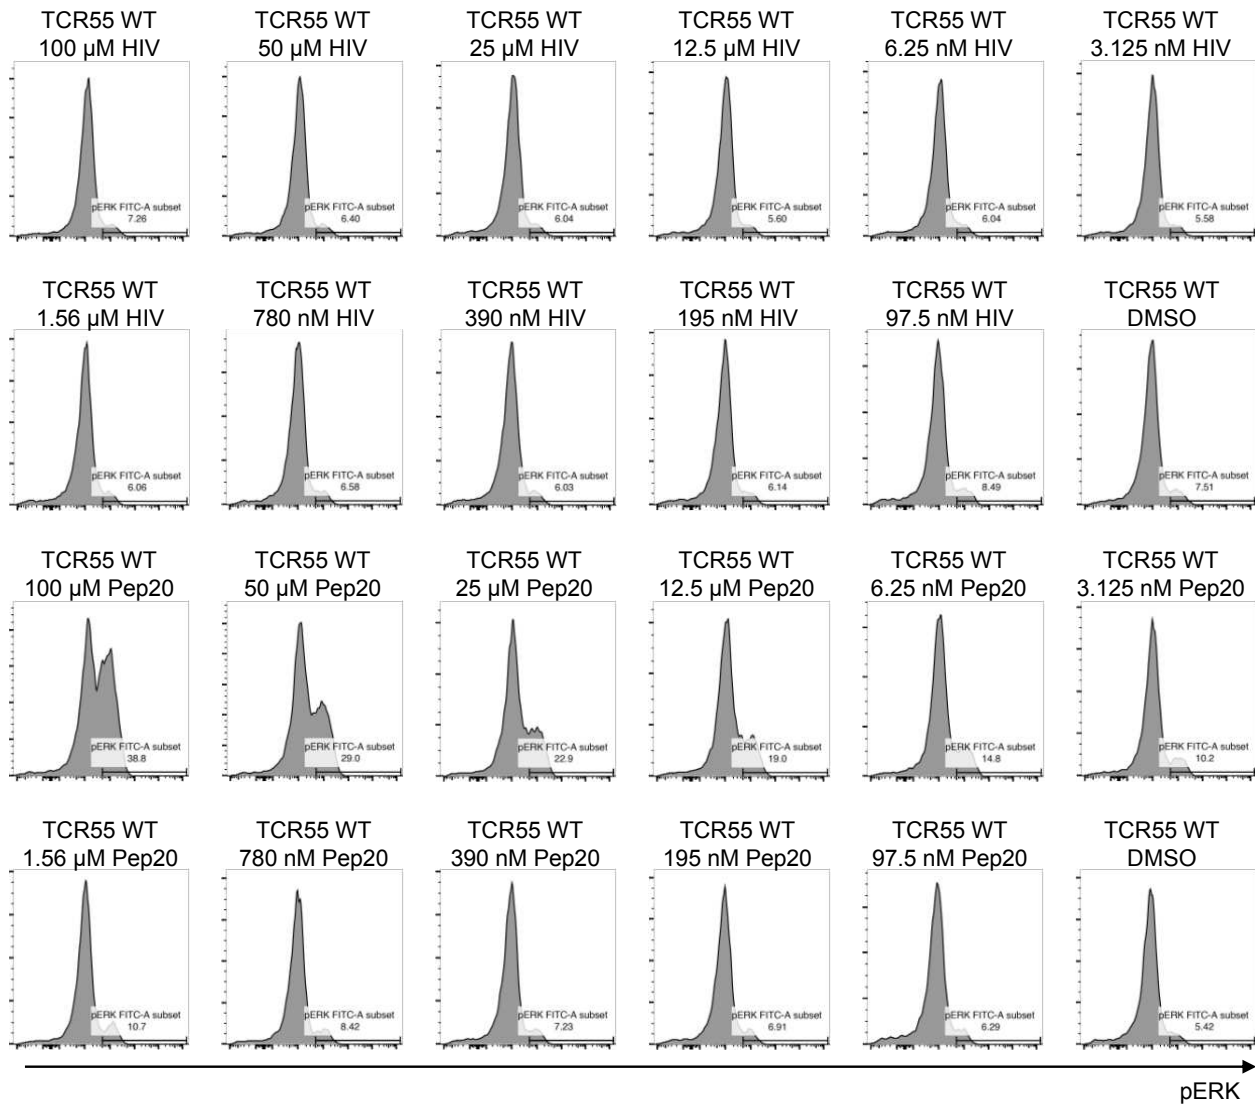 TCR55 WT
100 µM HIV
TCR55 WT
50 µM HIV
TCR55 WT
25 µM HIV
TCR55 WT
12.5 µM HIV
TCR55 WT
6.25 nM HIV
TCR55 WT
3.125 nM HIV
pERK FITC-A subset
7.26
pERK FITC-A subset
6.40
pERK FITC-A subset
6.04
pERK FITC-A subset
5.60
pERK FITC-A subset
6.04
pERK FITC-A subset
5.58
TCR55 WT
1.56 µM HIV
TCR55 WT
780 nM HIV
TCR55 WT
390 nM HIV
TCR55 WT
195 nM HIV
TCR55 WT
97.5 nM HIV
TCR55 WT
DMSO
pERK FITC-A subset
6.06
pERK FITC-A subset
6.58
pERK FITC-A subset
6.03
pERK FITC-A subset
6.14
pERK FITC-A subset
8.49
pERK FITC-A subset
7.51
TCR55 WT
100 µM Pep20
TCR55 WT
50 µM Pep20
TCR55 WT
25 µM Pep20
TCR55 WT
12.5 µM Pep20
TCR55 WT
6.25 nM Pep20
TCR55 WT
3.125 nM Pep20
pERK FITC-A subset
38.8
pERK FITC-A subset
29.0
pERK FITC-A subset
22.9
pERK FITC-A subset
19.0
pERK FITC-A subset
14.8
pERK FITC-A subset
10.2
TCR55 WT
1.56 µM Pep20
TCR55 WT
780 nM Pep20
TCR55 WT
390 nM Pep20
TCR55 WT
195 nM Pep20
TCR55 WT
97.5 nM Pep20
TCR55 WT
DMSO
pERK FITC-A subset
10.7
pERK FITC-A subset
8.42
pERK FITC-A subset
7.23
pERK FITC-A subset
6.91
pERK FITC-A subset
6.29
pERK FITC-A subset
5.42
pERK